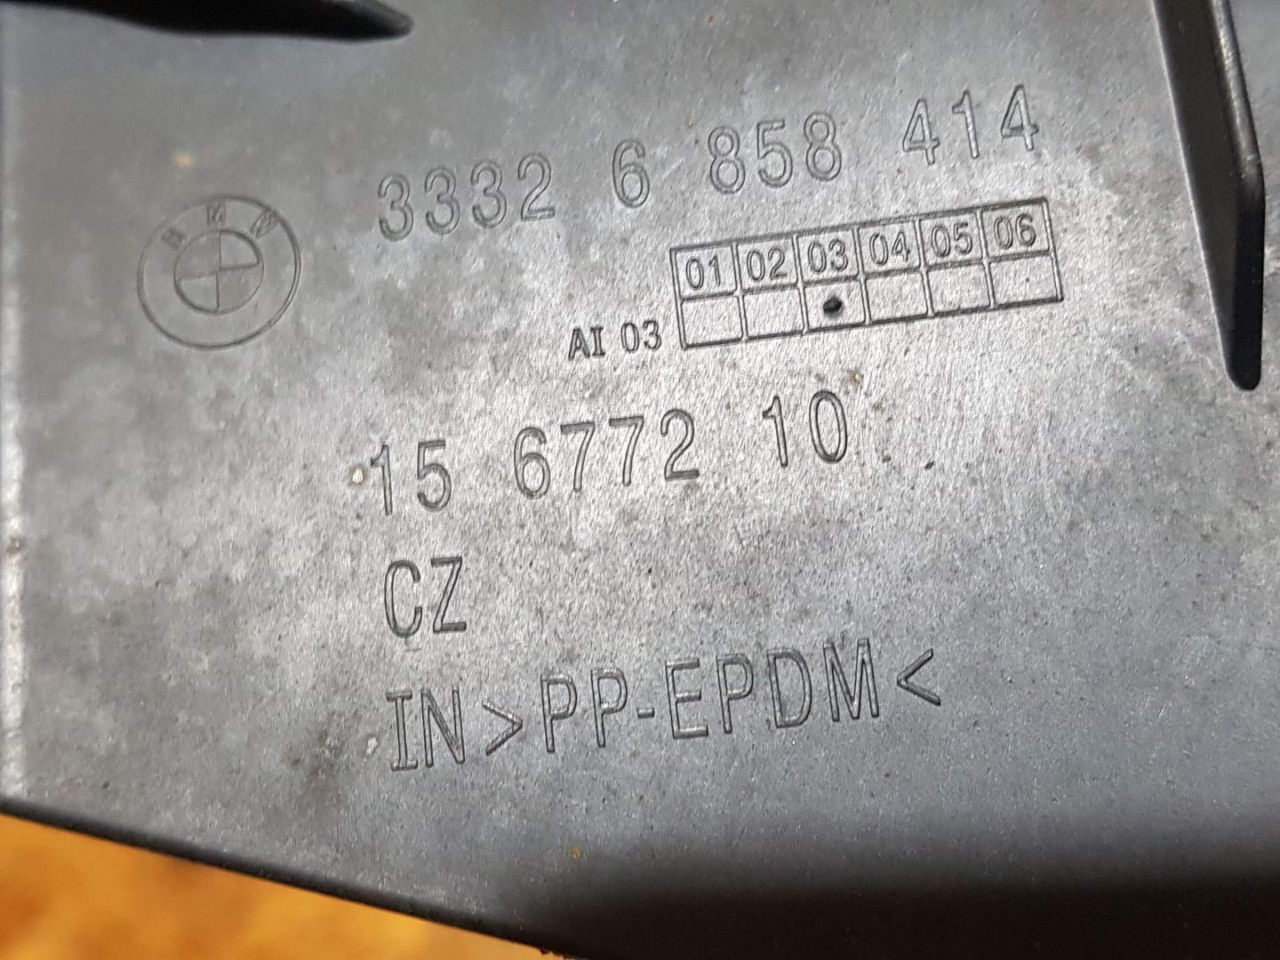 BMW
3332 6 858 414
01 02 03 04 05 06
AI 03
15 6772 10
CZ
IN>PP-EPDM<